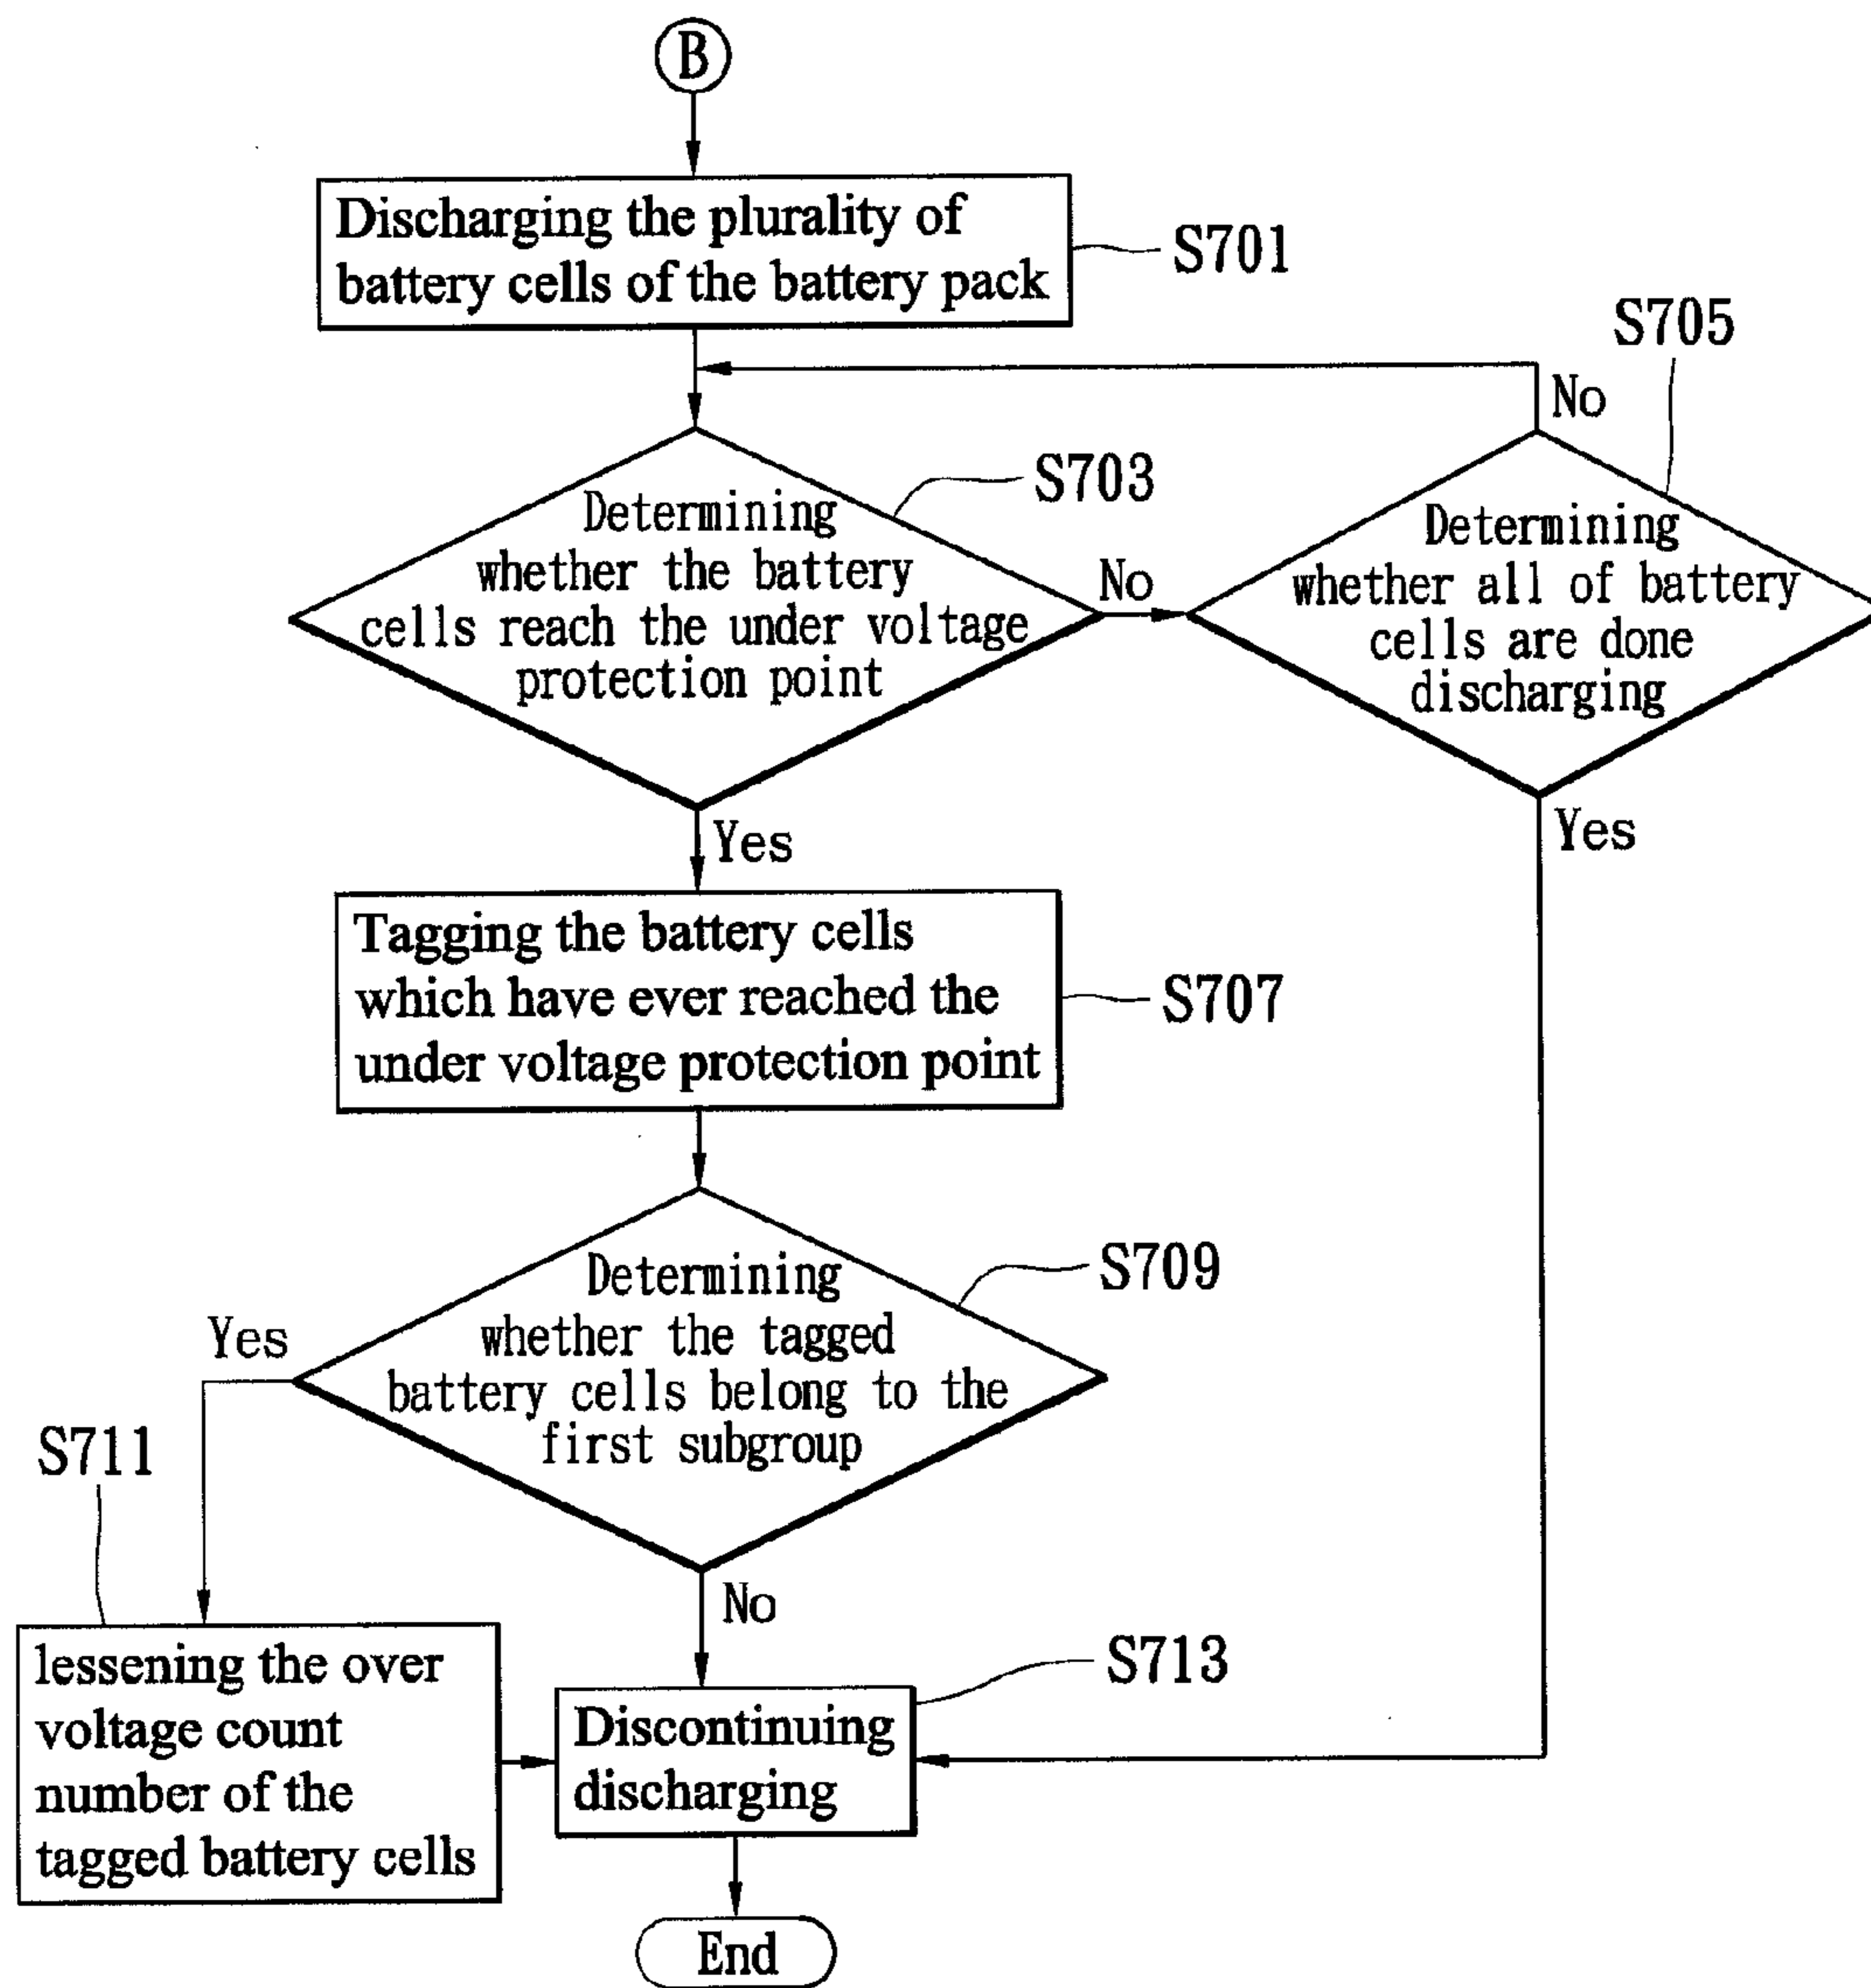 B
Discharging the plurality of
battery cells of the battery pack
S701
S705
No
S703
Determining
whether the battery
cells reach the under voltage
protection point
No
Determining
whether all of battery
cells are done
discharging
Yes
Yes
Tagging the battery cells
which have ever reached the
under voltage protection point
S707
S709
Determining
whether the tagged
battery cells belong to the
first subgroup
Yes
S711
No
lessening the over
voltage count
number of the
tagged battery cells
S713
Discontinuing
discharging
End